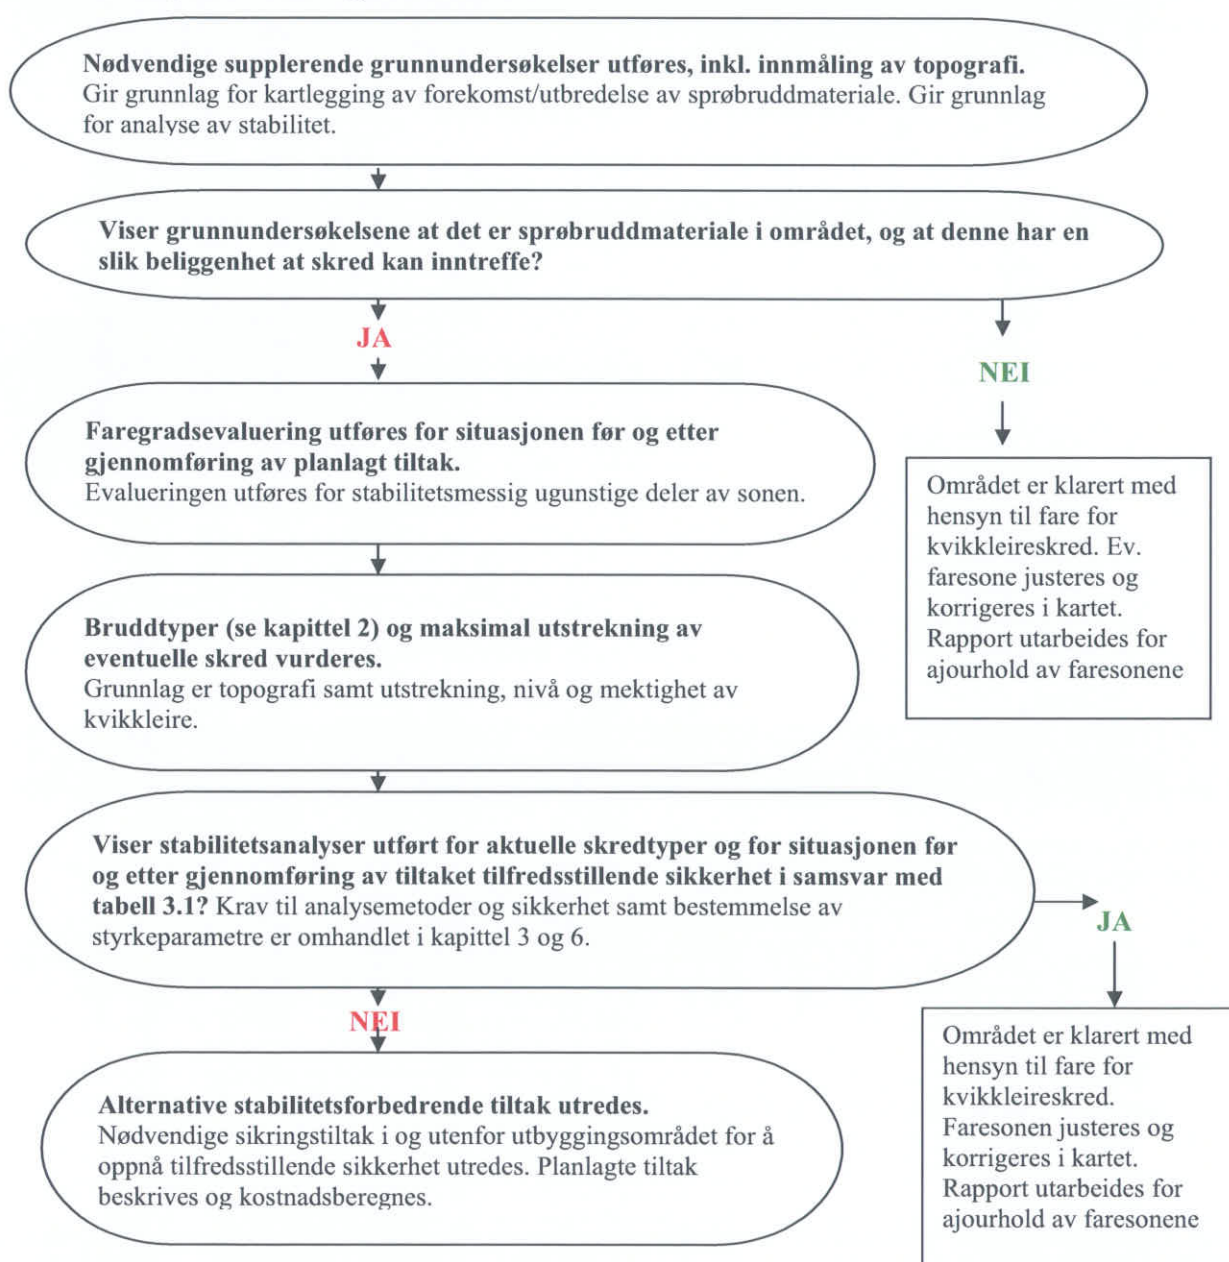 Nødvendige supplerende grunnundersøkelser utføres, inkl. innmåling av topografi.
Gir grunnlag for kartlegging av forekomst/utbredelse av sprøbruddmateriale. Gir grunnlag
for analyse av stabilitet.
Viser grunnundersøkelsene at det er sprøbruddmateriale i området, og at denne har en
slik beliggenhet at skred kan inntreffe?
JA
NEI
Faregradsevaluering utføres for situasjonen før og etter
gjennomføring av planlagt tiltak.
Evalueringen utføres for stabilitetsmessig ugunstige deler av sonen.
Området er klarert med
hensyn til fare for
kvikkleireskred. Ev.
faresone justeres og
korrigeres i kartet.
Rapport utarbeides for
ajourhold av faresonene
Bruddtyper (se kapittel 2) og maksimal utstrekning av
eventuelle skred vurderes.
Grunnlag er topografi samt utstrekning, nivå og mektighet av
kvikkleire.
Viser stabilitetsanalyser utført for aktuelle skredtyper og for situasjonen før
og etter gjennomføring av tiltaket tilfredsstillende sikkerhet i samsvar med
tabell 3.1? Krav til analysemetoder og sikkerhet samt bestemmelse av
styrkeparametre er omhandlet i kapittel 3 og 6.
JA
NEI
Området er klarert med
hensyn til fare for
kvikkleireskred.
Faresonen justeres og
korrigeres i kartet.
Rapport utarbeides for
ajourhold av faresonene
Alternative stabilitetsforbedrende tiltak utredes.
Nødvendige sikringstiltak i og utenfor utbyggingsområdet for å
oppnå tilfredsstillende sikkerhet utredes. Planlagte tiltak
beskrives og kostnadsberegnes.